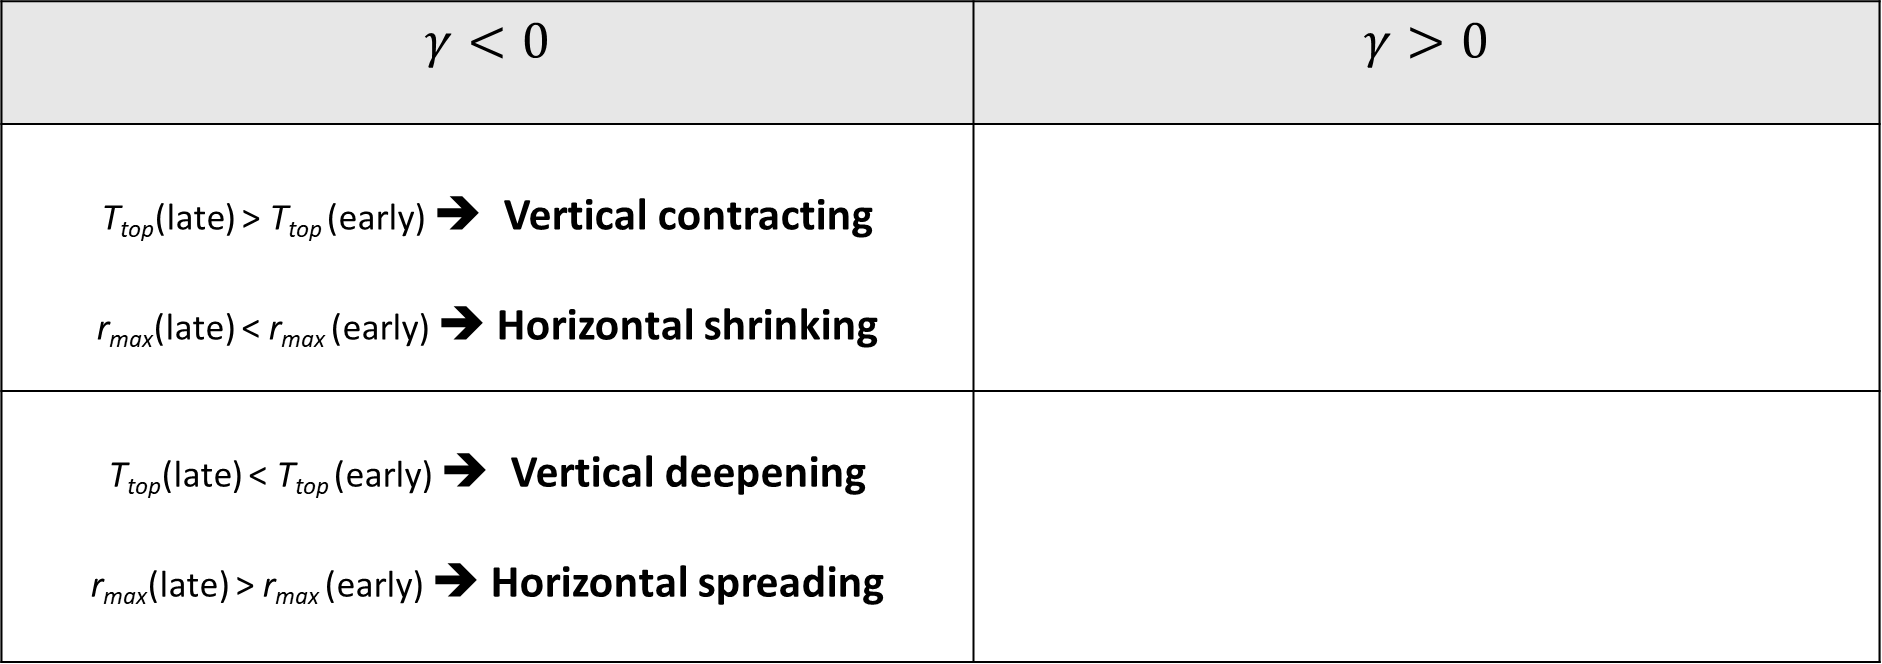 γ < 0
γ > 0
T_top(late) > T_top (early) ➔ Vertical contracting
r_max(late) < r_max (early) ➔ Horizontal shrinking
T_top(late) < T_top (early) ➔ Vertical deepening
r_max(late) > r_max (early) ➔ Horizontal spreading